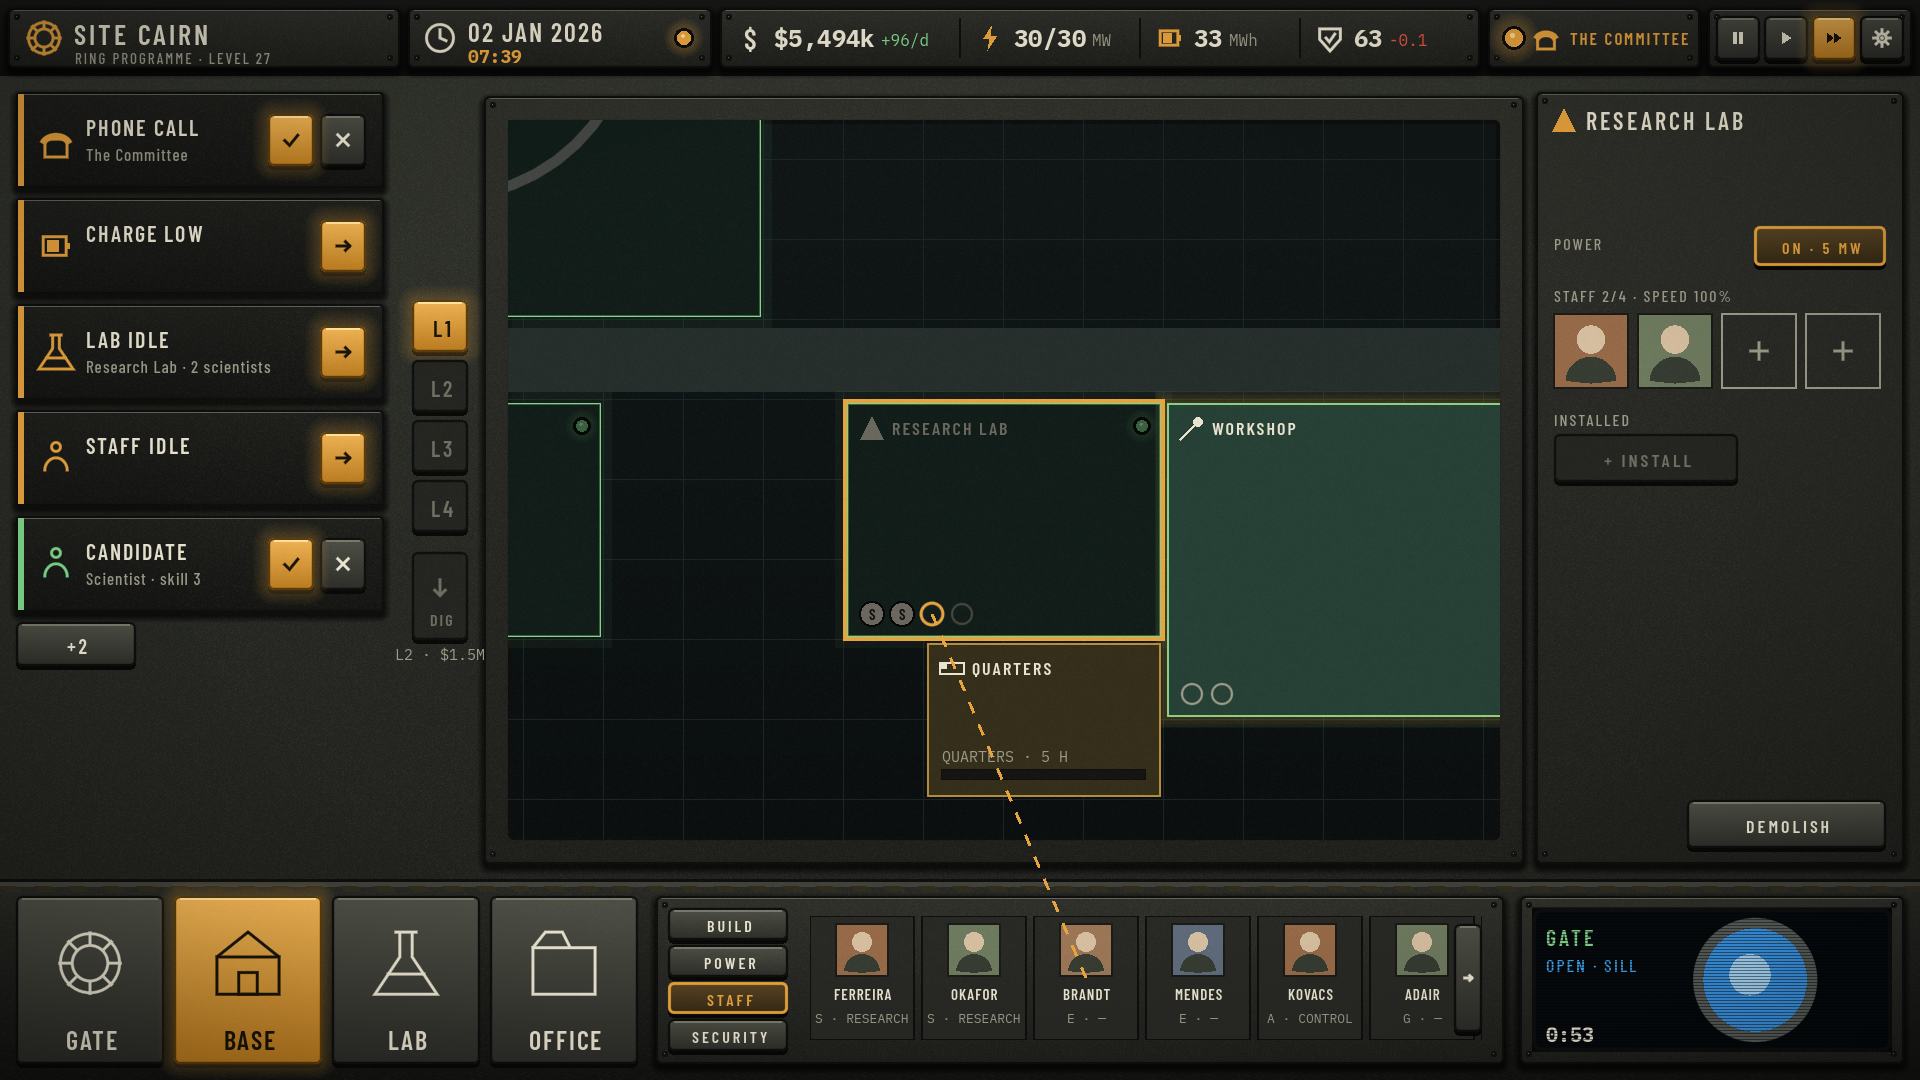 SITE CAIRN
RING PROGRAMME · LEVEL 27
02 JAN 2026
07:39
$ $5,494k +96/d
30/30 MW
33 MWh
63 -0.1
THE COMMITTEE
PHONE CALL
The Committee
CHARGE LOW
LAB IDLE
Research Lab · 2 scientists
STAFF IDLE
CANDIDATE
Scientist · skill 3
+2
L1
L2
L3
L4
DIG
L2 · $1.5M
RESEARCH LAB
S S
WORKSHOP
QUARTERS
QUARTERS · 5 H
RESEARCH LAB
POWER
ON · 5 MW
STAFF 2/4 · SPEED 100%
INSTALLED
+ INSTALL
DEMOLISH
GATE
BASE
LAB
OFFICE
BUILD
POWER
STAFF
SECURITY
FERREIRA
S · RESEARCH
OKAFOR
S · RESEARCH
BRANDT
E · —
MENDES
E · —
KOVACS
A · CONTROL
ADAIR
G · —
GATE
OPEN · SILL
0:53